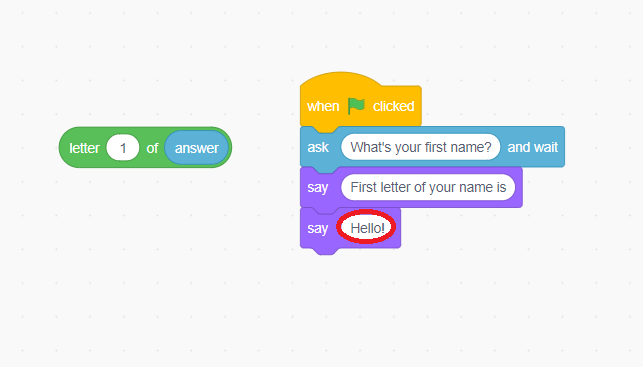 when clicked
ask What's your first name? and wait
letter 1 of answer
say First letter of your name is
say Hello!